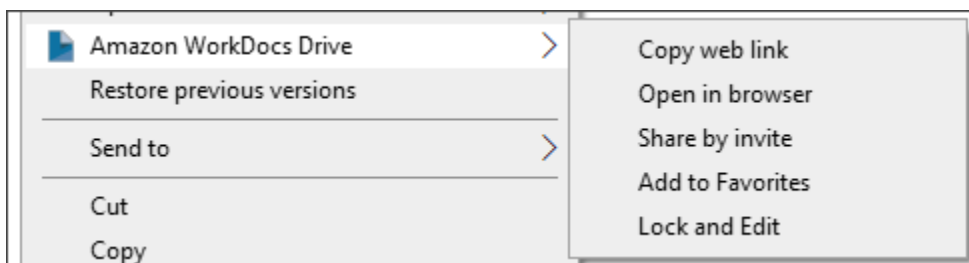 Amazon WorkDocs Drive
Restore previous versions
Send to
Cut
Copy
Copy web link
Open in browser
Share by invite
Add to Favorites
Lock and Edit